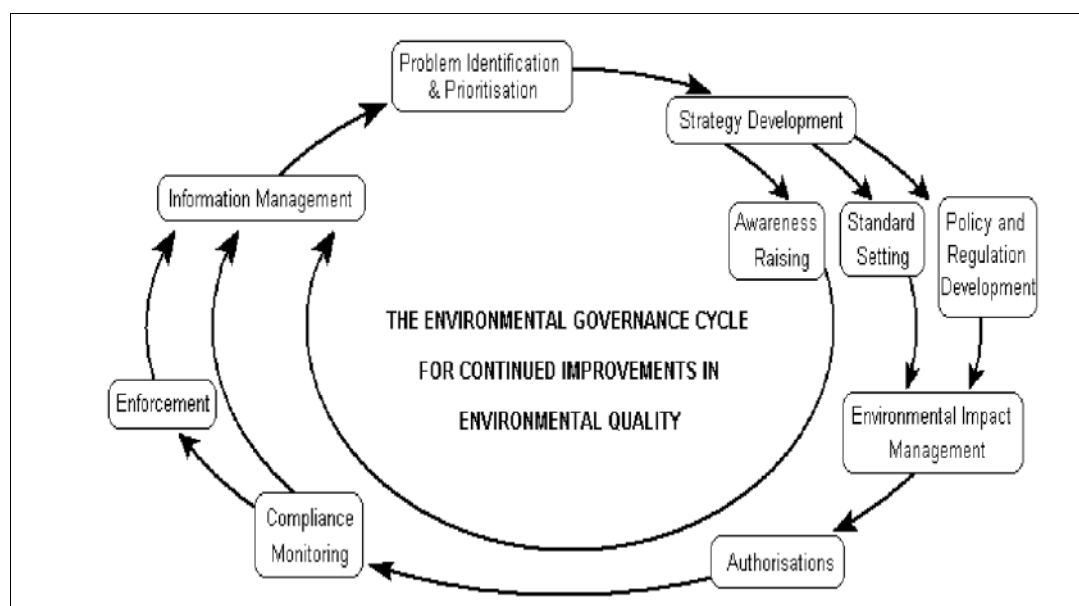 Problem Identification
& Prioritisation
Strategy Development
Information Management
Awareness
Raising
Standard
Setting
Policy and
Regulation
Development
THE ENVIRONMENTAL GOVERNANCE CYCLE
FOR CONTINUED IMPROVEMENTS IN
ENVIRONMENTAL QUALITY
Enforcement
Environmental Impact
Management
Compliance
Monitoring
Authorisations